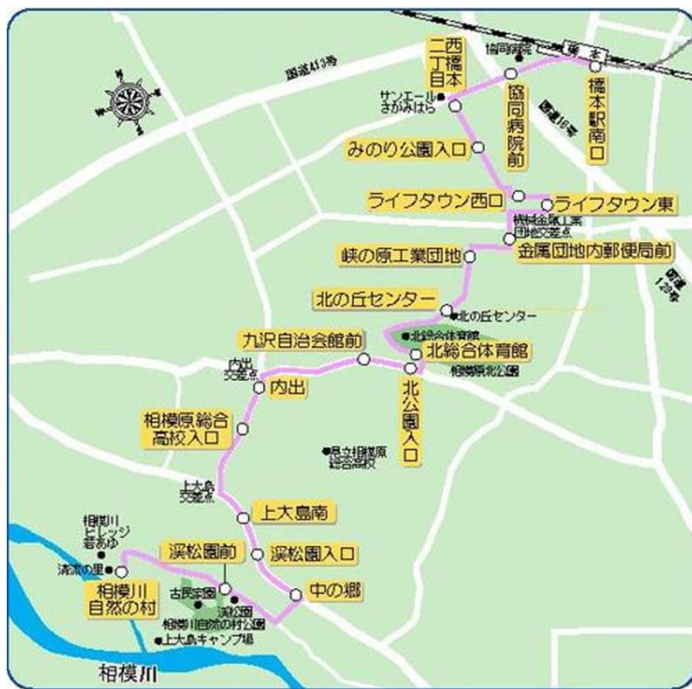 国道413号
協同病院
橋本
西橋本
二丁目
サンエール
さがみはら
協同病院前
国道16号
橋本駅南口
みのり公園入口
ライフタウン西口
ライフタウン東
機械金属工業
団地交差点
金属団地内郵便局前
峡の原工業団地
国道
129号
北の丘センター
北の丘センター
北総合体育館
北総合体育館
相模原北公園
九沢自治会館前
内出
交差点
内出
北公園入口
相模原総合
高校入口
県立相模原
総合高校
上大島
交差点
上大島南
相模川
ビレッジ
若あゆ
清流の里
渓松園前
渓松園入口
相模川
自然の村
古民家園
渓松園
中の郷
相模川自然の村公園
上大島キャンプ場
相模川